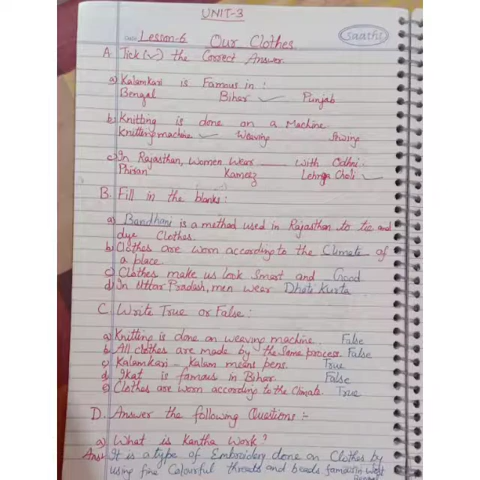 UNIT-3
Lesson-6 Our Clothes
Saathi
A. Tick (✓) the Correct Answer.
a) Kalamkari is Famous in :
Bengal Bihar ✓ Punjab
b) Knitting is done on a Machine
Knitting machine ✓ Weaving Swing
c) In Rajasthan, Women Wear ____ with Odhni.
Phiran Kameez Lehnga Choli ✓
B. Fill in the blanks :
a) Bandhani is a method used in Rajasthan to tie and
dye Clothes.
b) Clothes are worn according to the Climate of
a place.
c) Clothes make us look Smart and Good
d) In Uttar Pradash, men wear Dhoti Kurta
C. Write True or False :
a) Knitting is done on weaving machine False
b) All clothes are made by the Same process False
c) Kalamkari - Kalam means pens. True
d) Ikat is famous in Bihar False
e) Clothes are worn according to the Climate True
D. Answer the following Questions :-
a) What is Kantha Work?
Ans: It is a type of Embroidery done on Clothes by
using fine Colourful threads and beads famous in West